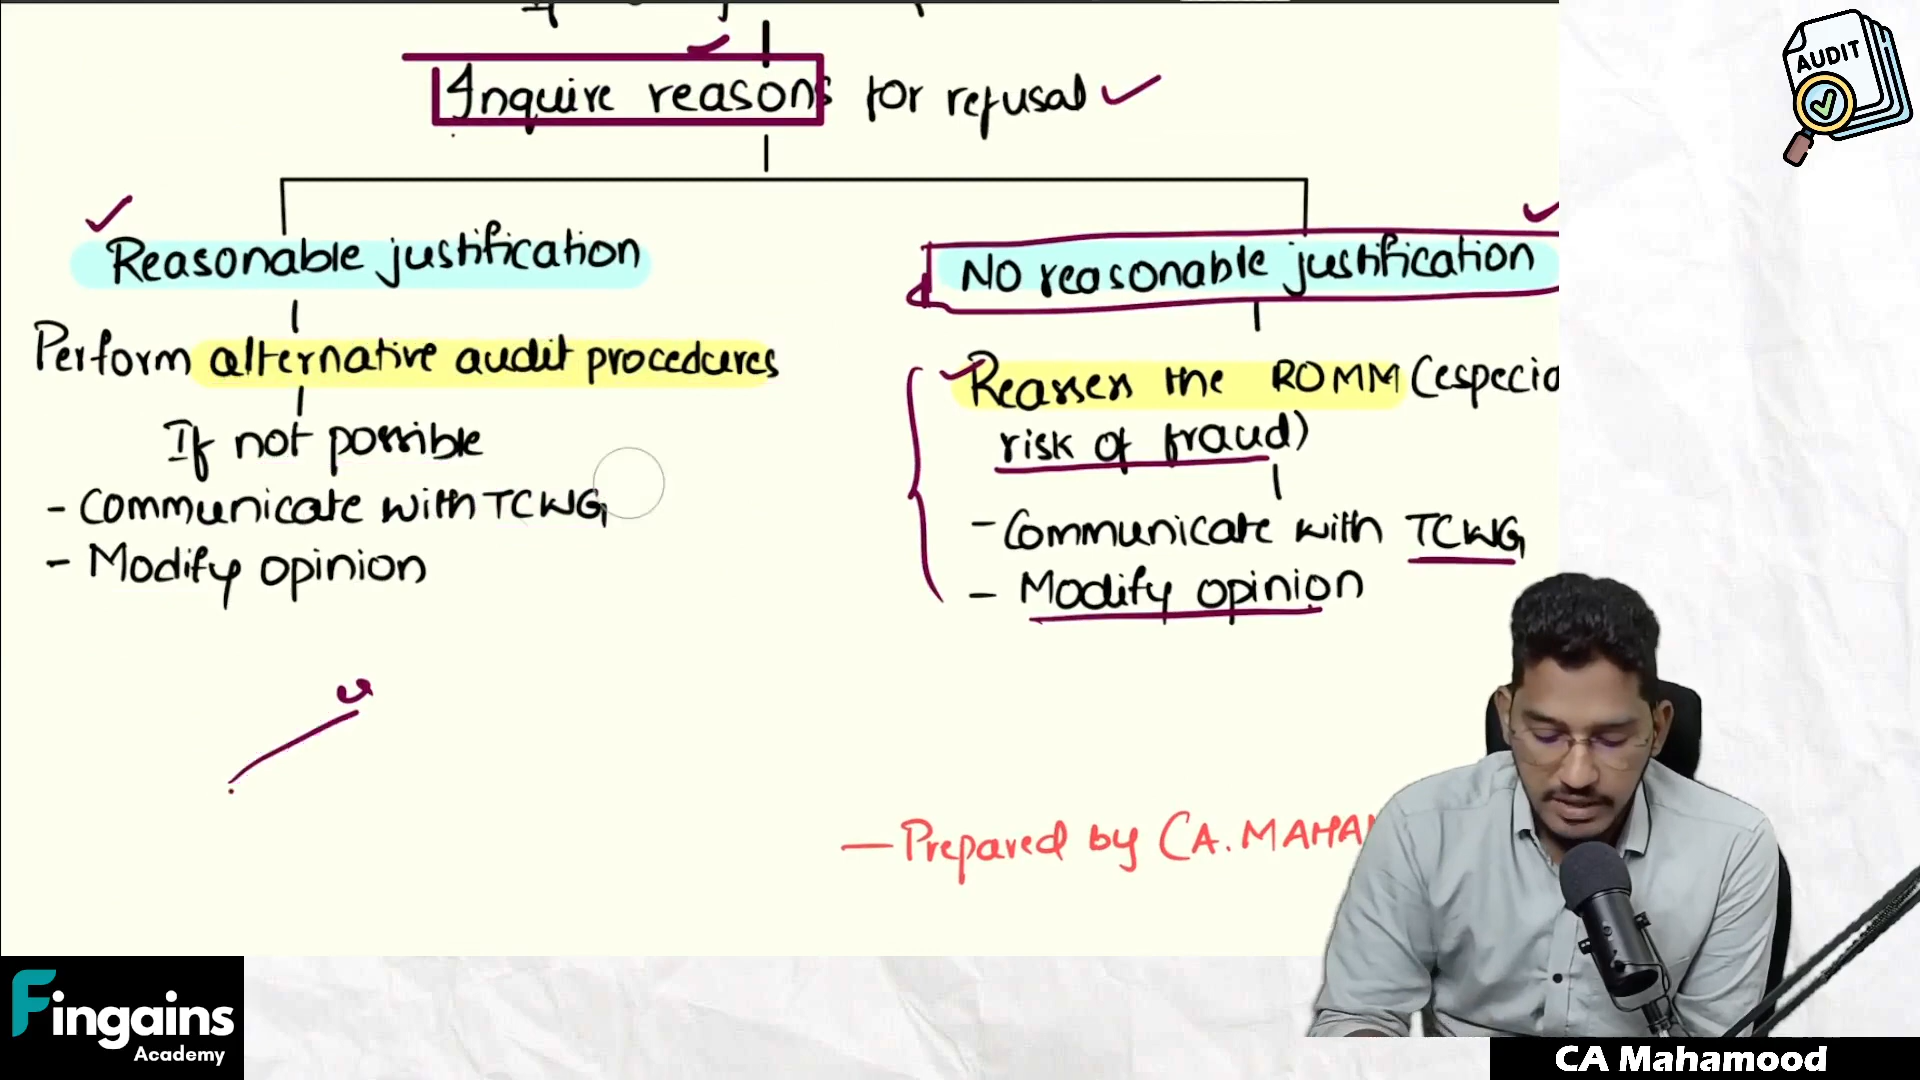 Inquire reasons for refusal
Reasonable justification
No reasonable justification
Perform alternative audit procedures
Reassess the ROMM (especia
risk of fraud)
If not possible
- Communicate with TCWG
- Modify opinion
- Communicate with TCWG
- Modify opinion
— Prepared by CA. MAHA
AUDIT
Fingains
Academy
CA Mahamood